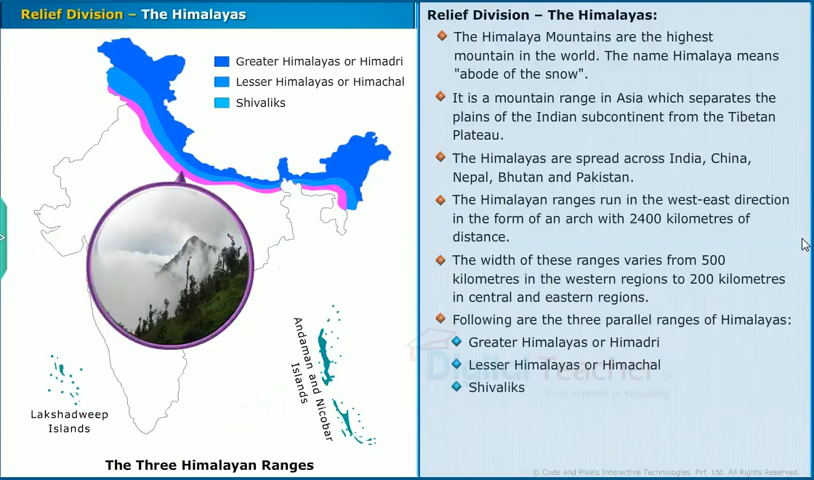 Relief Division – The Himalayas
Greater Himalayas or Himadri
Lesser Himalayas or Himachal
Shivaliks
Lakshadweep
Islands
Andaman and Nicobar
Islands
The Three Himalayan Ranges
Relief Division – The Himalayas:
The Himalaya Mountains are the highest
mountain in the world. The name Himalaya means
"abode of the snow".
It is a mountain range in Asia which separates the
plains of the Indian subcontinent from the Tibetan
Plateau.
The Himalayas are spread across India, China,
Nepal, Bhutan and Pakistan.
The Himalayan ranges run in the west-east direction
in the form of an arch with 2400 kilometres of
distance.
The width of these ranges varies from 500
kilometres in the western regions to 200 kilometres
in central and eastern regions.
Following are the three parallel ranges of Himalayas:
Greater Himalayas or Himadri
Lesser Himalayas or Himachal
Shivaliks
Digital Teacher
© Code and Pixels Interactive Technologies Pvt. Ltd. All Rights Reserved.